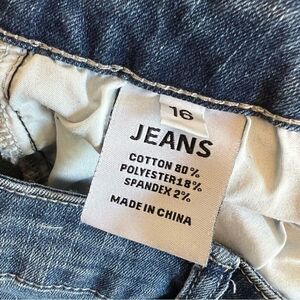 16
JEANS
COTTON 80%
POLYESTER 18%
SPANDEX 2%
MADE IN CHINA